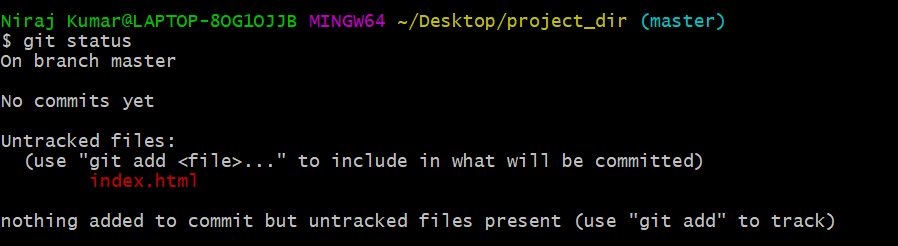 Niraj Kumar@LAPTOP-8OG1OJJB MINGW64 ~/Desktop/project_dir (master)
$ git status
On branch master
No commits yet
Untracked files:
(use "git add <file>..." to include in what will be committed)
index.html
nothing added to commit but untracked files present (use "git add" to track)